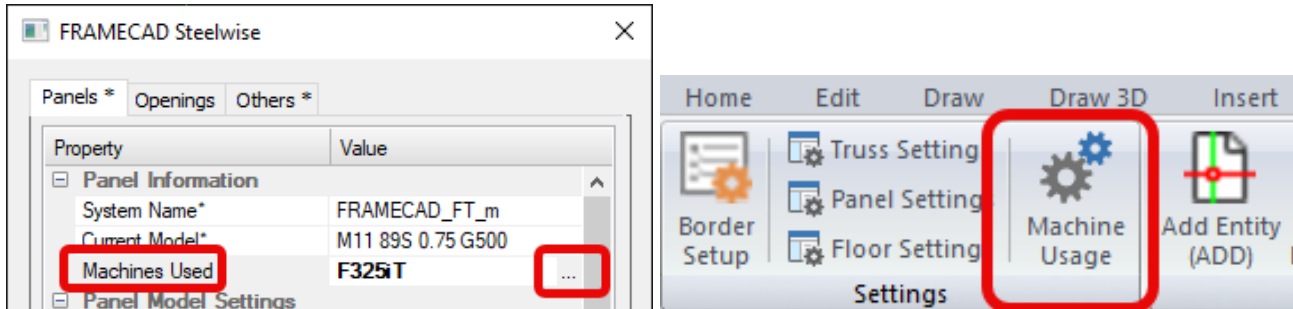 FRAMECAD Steelwise
Panels * Openings Others *
Property Value
Panel Information
System Name* FRAMECAD_FT_m
Current Model* M11 89S 0.75 G500
Machines Used F325iT ...
Panel Model Settings
Home Edit Draw Draw 3D Insert
Truss Setting
Panel Setting
Floor Setting
Border
Setup
Machine
Usage
Add Entity
(ADD)
Settings